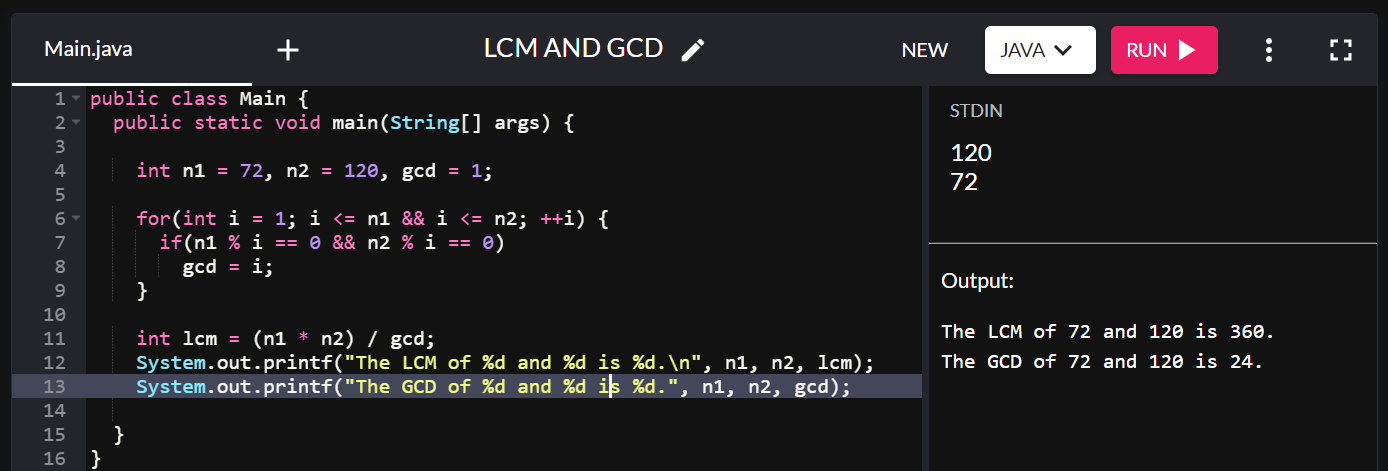 Main.java + LCM AND GCD NEW JAVA RUN
1 public class Main {
2 public static void main(String[] args) {
3
4 int n1 = 72, n2 = 120, gcd = 1;
5
6 for(int i = 1; i <= n1 && i <= n2; ++i) {
7 if(n1 % i == 0 && n2 % i == 0)
8 gcd = i;
9 }
10
11 int lcm = (n1 * n2) / gcd;
12 System.out.printf("The LCM of %d and %d is %d.\n", n1, n2, lcm);
13 System.out.printf("The GCD of %d and %d is %d.", n1, n2, gcd);
14
15 }
16 }
STDIN
120
72
Output:
The LCM of 72 and 120 is 360.
The GCD of 72 and 120 is 24.